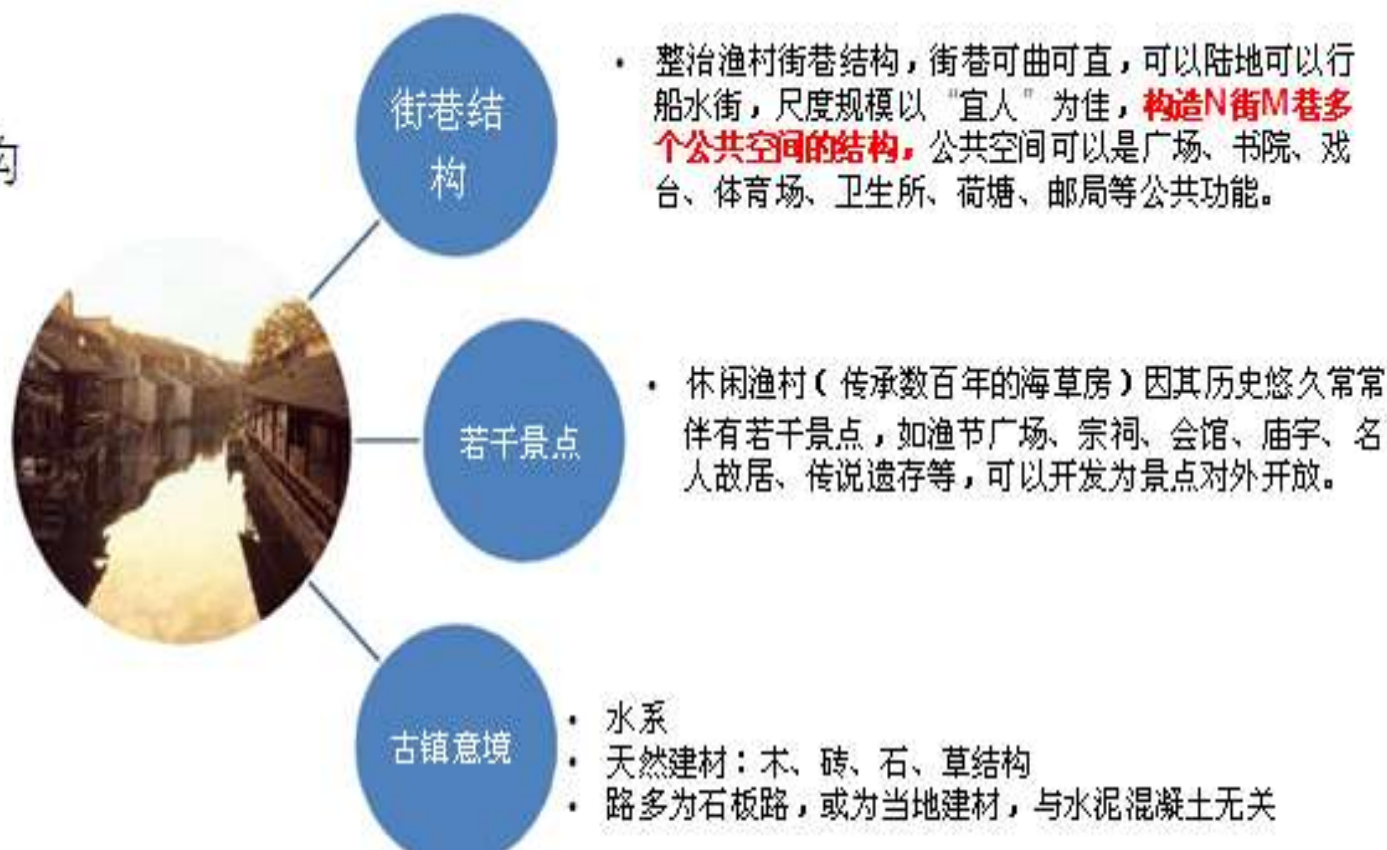 构
街巷结
构
• 整治渔村街巷结构，街巷可曲可直，可以陆地可以行
船水街，尺度规模以“宜人”为佳，构造N街M巷多
个公共空间的结构，公共空间可以是广场、书院、戏
台、体育场、卫生所、荷塘、邮局等公共功能。
若干景点
• 休闲渔村（传承数百年的海草房）因其历史悠久常常
伴有若干景点，如渔节广场、宗祠、会馆、庙宇、名
人故居、传说遗存等，可以开发为景点对外开放。
古镇意境
• 水系
• 天然建材：木、砖、石、草结构
• 路多为石板路，或为当地建材，与水泥混凝土无关